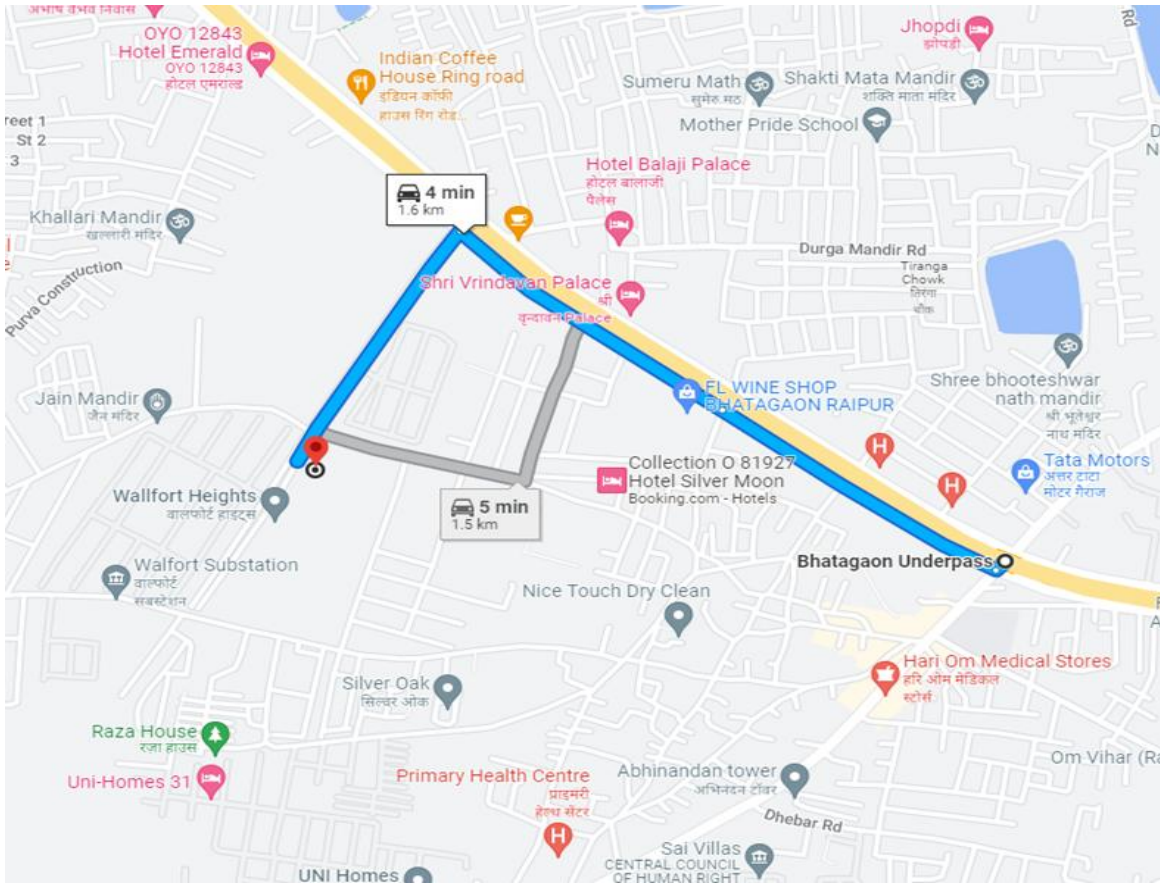 अभाष वैभव निवास
OYO 12843
Hotel Emerald
OYO 12843
होटल एमराल्ड
Indian Coffee
House Ring road
इंडियन कॉफी
हाउस रिंग रोड...
Jhopdi
झोपड़ी
Rd
Sumeru Math
सुमेरु मठ
Shakti Mata Mandir
शक्ति माता मंदिर
Mother Pride School
reet 1
St 2
3
D
N
4 min
1.6 km
Hotel Balaji Palace
होटल बालाजी
पैलेस
Khallari Mandir
खल्लारी मंदिर
Purva Construction
Durga Mandir Rd
Tiranga
Chowk
तिरंगा
चौक
Shri Vrindavan Palace
श्री
वृन्दावन Palace
FL WINE SHOP
BHATAGAON RAIPUR
Shree bhooteshwar
nath mandir
श्री भूतेश्वर
नाथ मंदिर
Jain Mandir
जैन मंदिर
H
Tata Motors
अत्तर टाटा
मोटर गैराज
H
Collection O 81927
Hotel Silver Moon
Booking.com - Hotels
Wallfort Heights
वालफोर्ट हाइट्स
5 min
1.5 km
Bhatagaon Underpass
Walfort Substation
वाल्फोर्ट
सबस्टेशन
Nice Touch Dry Clean
F
A
Hari Om Medical Stores
हरि ओम मेडिकल
स्टोर्स
Silver Oak
सिल्वर ओक
Raza House
रज़ा हाउस
Uni-Homes 31
Primary Health Centre
प्राइमरी
हेल्थ सेंटर
H
Abhinandan tower
अभिनंदन टॉवर
Om Vihar (Ra
Dhebar Rd
Sai Villas
CENTRAL COUNCIL
OF HUMAN RIGHT
UNI Homes